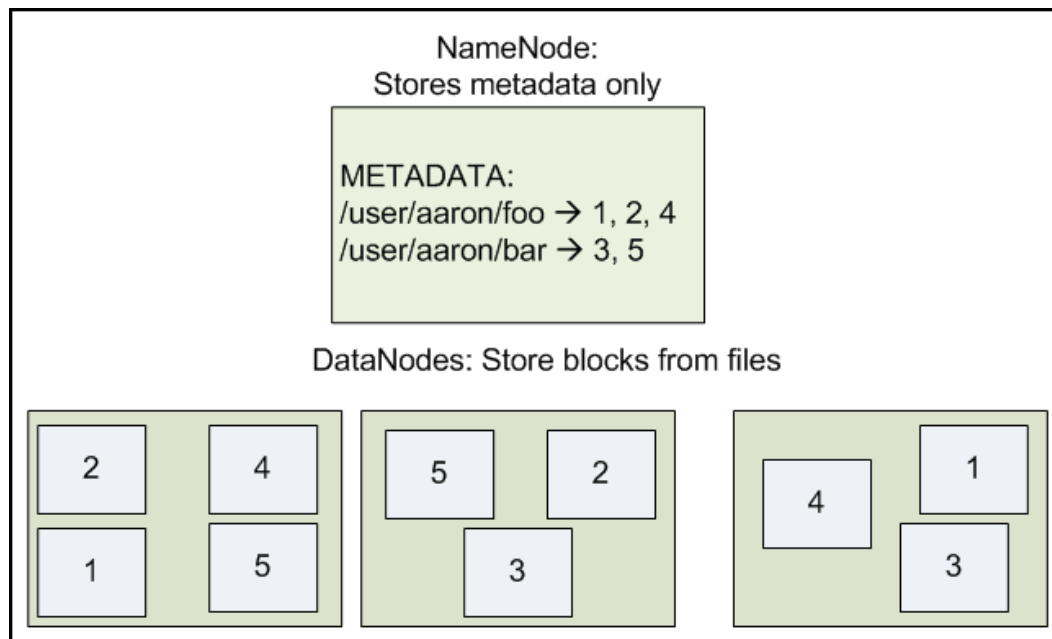 NameNode:
Stores metadata only
METADATA:
/user/aaron/foo → 1, 2, 4
/user/aaron/bar → 3, 5
DataNodes: Store blocks from files
2
4
1
5
5
2
3
4
1
3